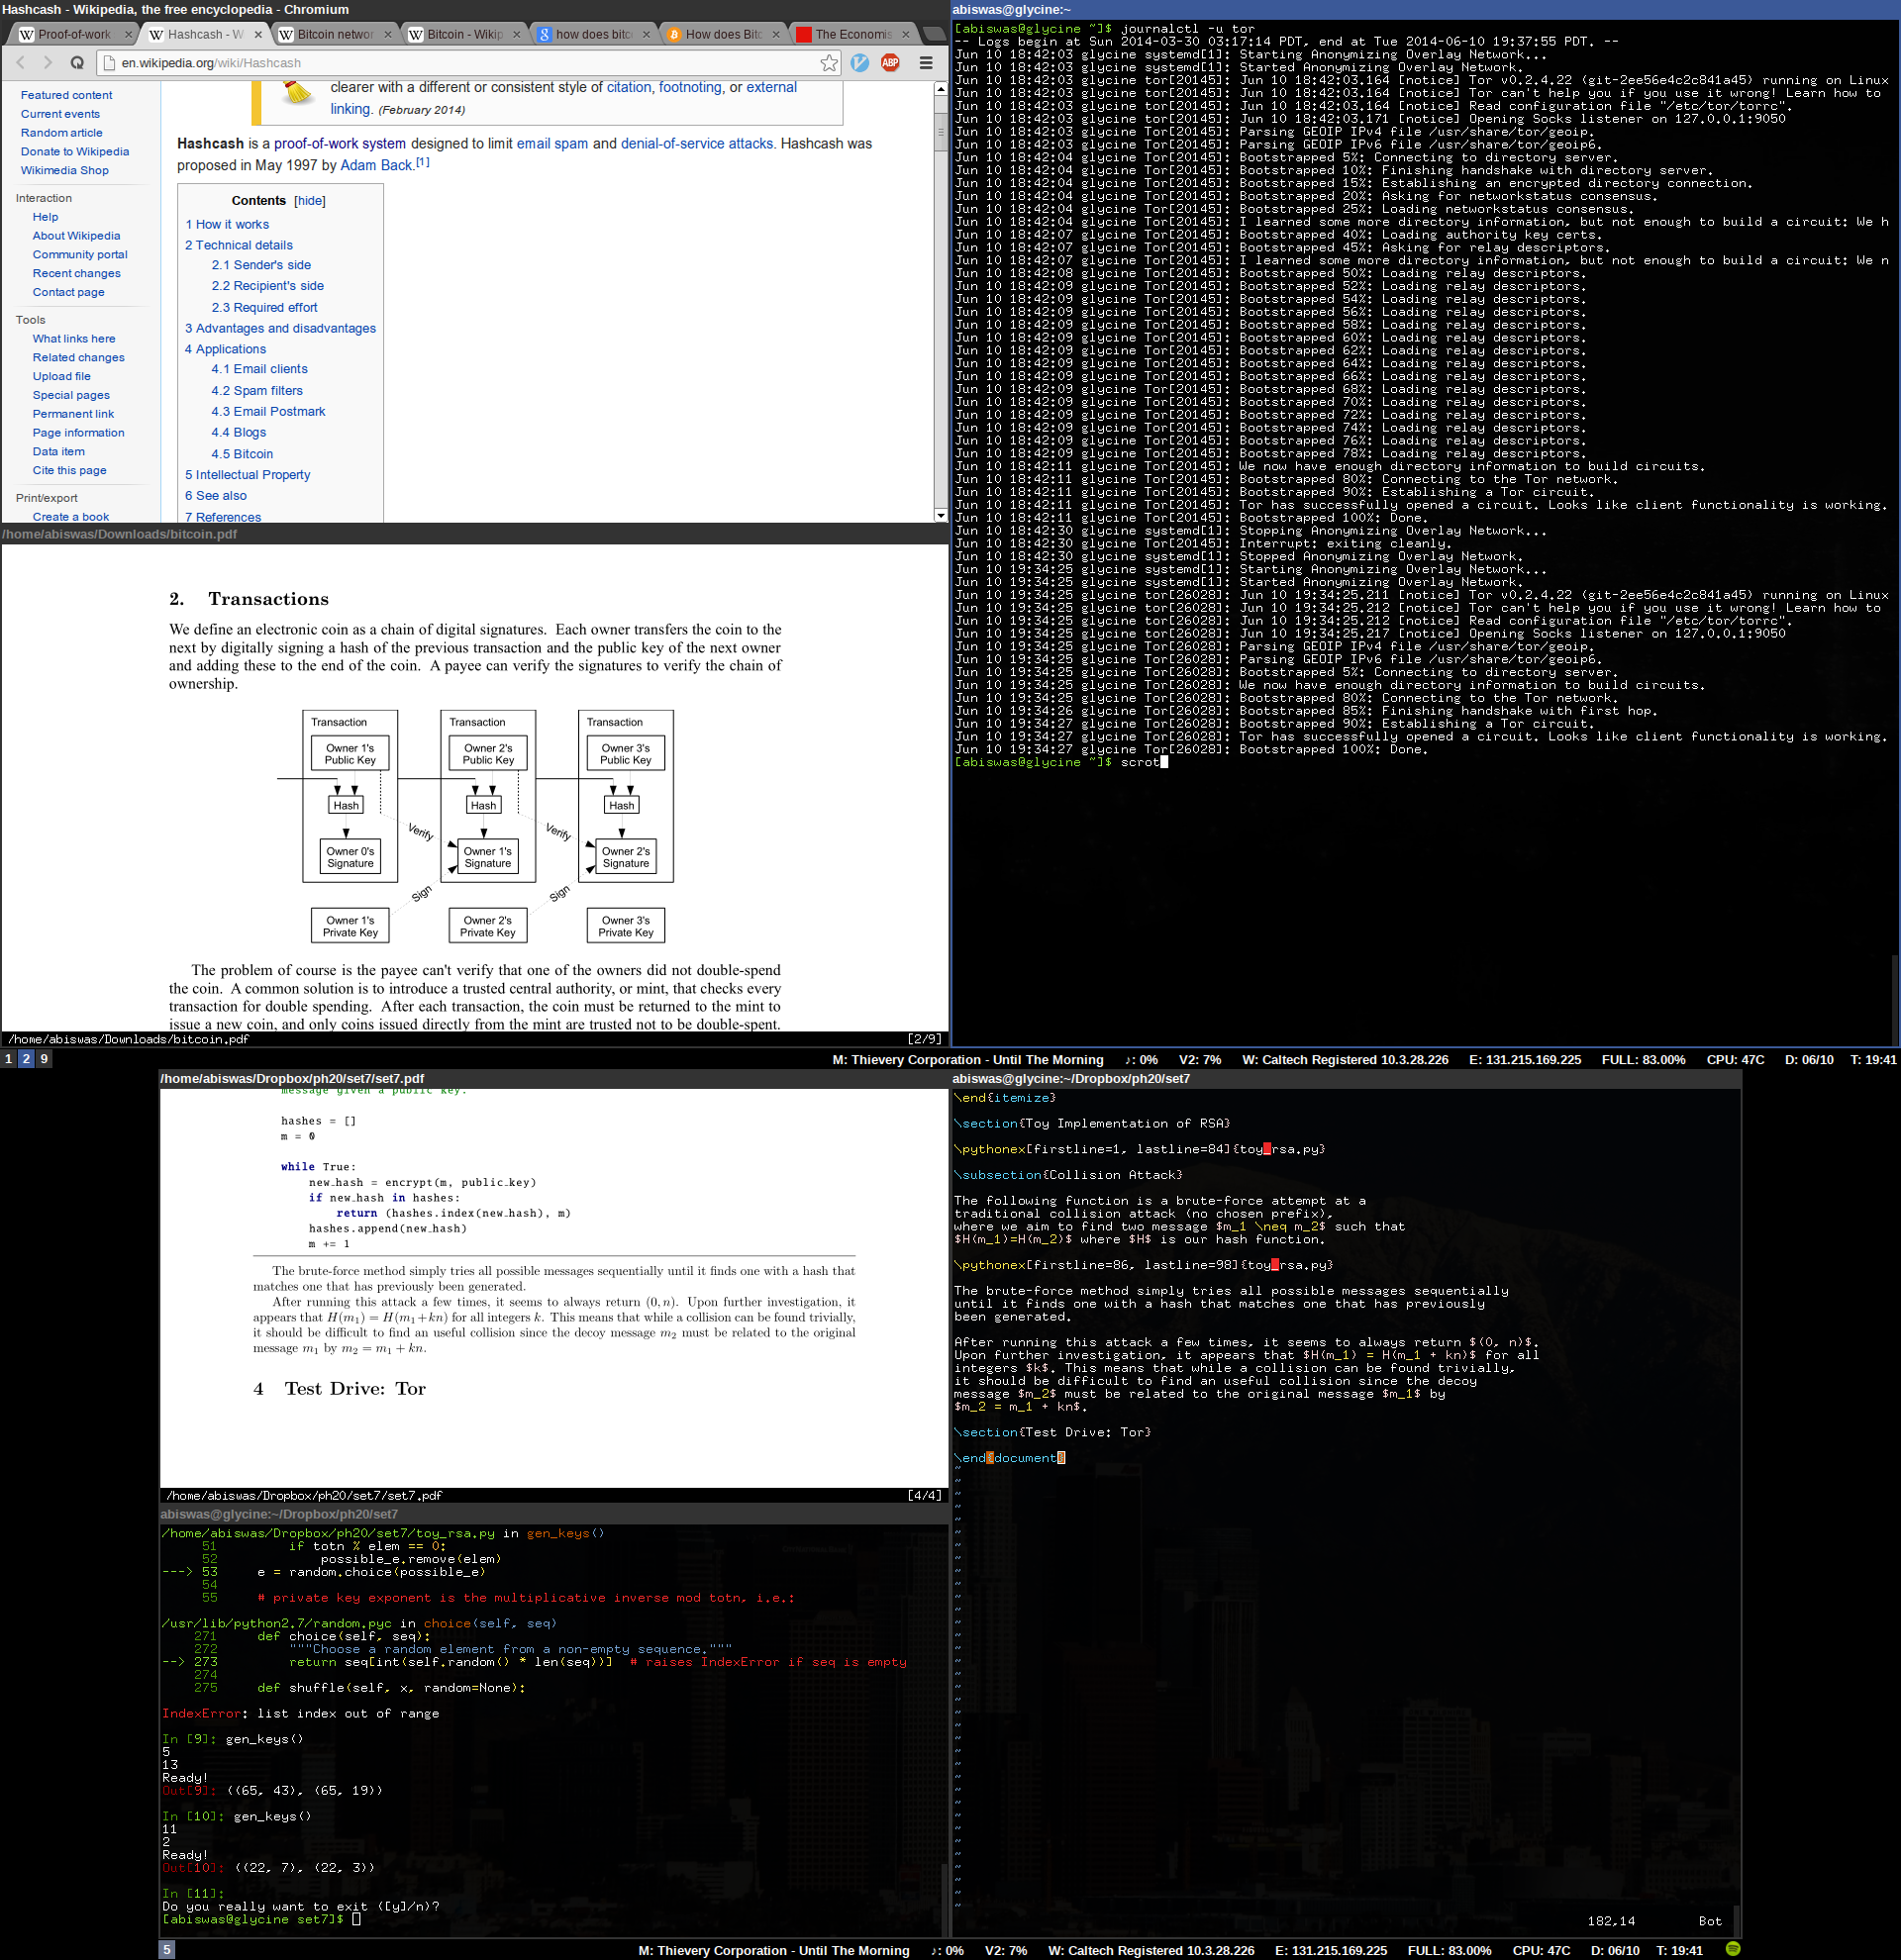 Hashcash - Wikipedia, the free encyclopedia - Chromium
Proof-of-work
Hashcash - W
Bitcoin networ
Bitcoin - Wikip
how does bitc
How does Bitc
The Economis
en.wikipedia.org/wiki/Hashcash
ABP
Featured content
Current events
Random article
Donate to Wikipedia
Wikimedia Shop
Interaction
Help
About Wikipedia
Community portal
Recent changes
Contact page
Tools
What links here
Related changes
Upload file
Special pages
Permanent link
Page information
Data item
Cite this page
Print/export
Create a book
clearer with a different or consistent style of citation, footnoting, or external
linking. (February 2014)
Hashcash is a proof-of-work system designed to limit email spam and denial-of-service attacks. Hashcash was
proposed in May 1997 by Adam Back.[1]
Contents [hide]
1 How it works
2 Technical details
2.1 Sender's side
2.2 Recipient's side
2.3 Required effort
3 Advantages and disadvantages
4 Applications
4.1 Email clients
4.2 Spam filters
4.3 Email Postmark
4.4 Blogs
4.5 Bitcoin
5 Intellectual Property
6 See also
7 References
/home/abiswas/Downloads/bitcoin.pdf
2. Transactions
We define an electronic coin as a chain of digital signatures. Each owner transfers the coin to the
next by digitally signing a hash of the previous transaction and the public key of the next owner
and adding these to the end of the coin. A payee can verify the signatures to verify the chain of
ownership.
Transaction
Transaction
Transaction
Owner 1's
Public Key
Owner 2's
Public Key
Owner 3's
Public Key
Hash
Hash
Hash
Verify
Verify
Owner 0's
Signature
Owner 1's
Signature
Owner 2's
Signature
Sign
Sign
Owner 1's
Private Key
Owner 2's
Private Key
Owner 3's
Private Key
The problem of course is the payee can't verify that one of the owners did not double-spend
the coin. A common solution is to introduce a trusted central authority, or mint, that checks every
transaction for double spending. After each transaction, the coin must be returned to the mint to
issue a new coin, and only coins issued directly from the mint are trusted not to be double-spent.
/home/abiswas/Downloads/bitcoin.pdf [2/9]
abiswas@glycine:~
[abiswas@glycine ~]$ journalctl -u tor
-- Logs begin at Sun 2014-03-30 03:17:14 PDT, end at Tue 2014-06-10 19:37:55 PDT. --
Jun 10 18:42:03 glycine systemd[1]: Starting Anonymizing Overlay Network...
Jun 10 18:42:03 glycine systemd[1]: Started Anonymizing Overlay Network.
Jun 10 18:42:03 glycine tor[20145]: Jun 10 18:42:03.164 [notice] Tor v0.2.4.22 (git-2ee56e4c2c841a45) running on Linux
Jun 10 18:42:03 glycine tor[20145]: Jun 10 18:42:03.164 [notice] Tor can't help you if you use it wrong! Learn how to
Jun 10 18:42:03 glycine tor[20145]: Jun 10 18:42:03.164 [notice] Read configuration file "/etc/tor/torrc".
Jun 10 18:42:03 glycine tor[20145]: Jun 10 18:42:03.171 [notice] Opening Socks listener on 127.0.0.1:9050
Jun 10 18:42:03 glycine Tor[20145]: Parsing GEOIP IPv4 file /usr/share/tor/geoip.
Jun 10 18:42:03 glycine Tor[20145]: Parsing GEOIP IPv6 file /usr/share/tor/geoip6.
Jun 10 18:42:04 glycine Tor[20145]: Bootstrapped 5%: Connecting to directory server.
Jun 10 18:42:04 glycine Tor[20145]: Bootstrapped 10%: Finishing handshake with directory server.
Jun 10 18:42:04 glycine Tor[20145]: Bootstrapped 15%: Establishing an encrypted directory connection.
Jun 10 18:42:04 glycine Tor[20145]: Bootstrapped 20%: Asking for networkstatus consensus.
Jun 10 18:42:04 glycine Tor[20145]: Bootstrapped 25%: Loading networkstatus consensus.
Jun 10 18:42:04 glycine Tor[20145]: I learned some more directory information, but not enough to build a circuit: We h
Jun 10 18:42:07 glycine Tor[20145]: Bootstrapped 40%: Loading authority key certs.
Jun 10 18:42:07 glycine Tor[20145]: Bootstrapped 45%: Asking for relay descriptors.
Jun 10 18:42:07 glycine Tor[20145]: I learned some more directory information, but not enough to build a circuit: We n
Jun 10 18:42:08 glycine Tor[20145]: Bootstrapped 50%: Loading relay descriptors.
Jun 10 18:42:09 glycine Tor[20145]: Bootstrapped 52%: Loading relay descriptors.
Jun 10 18:42:09 glycine Tor[20145]: Bootstrapped 54%: Loading relay descriptors.
Jun 10 18:42:09 glycine Tor[20145]: Bootstrapped 56%: Loading relay descriptors.
Jun 10 18:42:09 glycine Tor[20145]: Bootstrapped 58%: Loading relay descriptors.
Jun 10 18:42:09 glycine Tor[20145]: Bootstrapped 60%: Loading relay descriptors.
Jun 10 18:42:09 glycine Tor[20145]: Bootstrapped 62%: Loading relay descriptors.
Jun 10 18:42:09 glycine Tor[20145]: Bootstrapped 64%: Loading relay descriptors.
Jun 10 18:42:09 glycine Tor[20145]: Bootstrapped 66%: Loading relay descriptors.
Jun 10 18:42:09 glycine Tor[20145]: Bootstrapped 68%: Loading relay descriptors.
Jun 10 18:42:09 glycine Tor[20145]: Bootstrapped 70%: Loading relay descriptors.
Jun 10 18:42:09 glycine Tor[20145]: Bootstrapped 72%: Loading relay descriptors.
Jun 10 18:42:09 glycine Tor[20145]: Bootstrapped 74%: Loading relay descriptors.
Jun 10 18:42:09 glycine Tor[20145]: Bootstrapped 76%: Loading relay descriptors.
Jun 10 18:42:09 glycine Tor[20145]: Bootstrapped 78%: Loading relay descriptors.
Jun 10 18:42:11 glycine Tor[20145]: We now have enough directory information to build circuits.
Jun 10 18:42:11 glycine Tor[20145]: Bootstrapped 80%: Connecting to the Tor network.
Jun 10 18:42:11 glycine Tor[20145]: Bootstrapped 90%: Establishing a Tor circuit.
Jun 10 18:42:11 glycine Tor[20145]: Tor has successfully opened a circuit. Looks like client functionality is working.
Jun 10 18:42:11 glycine Tor[20145]: Bootstrapped 100%: Done.
Jun 10 18:42:30 glycine systemd[1]: Stopping Anonymizing Overlay Network...
Jun 10 18:42:30 glycine Tor[20145]: Interrupt: exiting cleanly.
Jun 10 18:42:30 glycine systemd[1]: Stopped Anonymizing Overlay Network.
Jun 10 19:34:25 glycine systemd[1]: Starting Anonymizing Overlay Network...
Jun 10 19:34:25 glycine systemd[1]: Started Anonymizing Overlay Network.
Jun 10 19:34:25 glycine tor[26028]: Jun 10 19:34:25.211 [notice] Tor v0.2.4.22 (git-2ee56e4c2c841a45) running on Linux
Jun 10 19:34:25 glycine tor[26028]: Jun 10 19:34:25.212 [notice] Tor can't help you if you use it wrong! Learn how to
Jun 10 19:34:25 glycine tor[26028]: Jun 10 19:34:25.212 [notice] Read configuration file "/etc/tor/torrc".
Jun 10 19:34:25 glycine tor[26028]: Jun 10 19:34:25.217 [notice] Opening Socks listener on 127.0.0.1:9050
Jun 10 19:34:25 glycine Tor[26028]: Parsing GEOIP IPv4 file /usr/share/tor/geoip.
Jun 10 19:34:25 glycine Tor[26028]: Parsing GEOIP IPv6 file /usr/share/tor/geoip6.
Jun 10 19:34:25 glycine Tor[26028]: Bootstrapped 5%: Connecting to directory server.
Jun 10 19:34:25 glycine Tor[26028]: We now have enough directory information to build circuits.
Jun 10 19:34:25 glycine Tor[26028]: Bootstrapped 80%: Connecting to the Tor network.
Jun 10 19:34:26 glycine Tor[26028]: Bootstrapped 85%: Finishing handshake with first hop.
Jun 10 19:34:27 glycine Tor[26028]: Bootstrapped 90%: Establishing a Tor circuit.
Jun 10 19:34:27 glycine Tor[26028]: Tor has successfully opened a circuit. Looks like client functionality is working.
Jun 10 19:34:27 glycine Tor[26028]: Bootstrapped 100%: Done.
[abiswas@glycine ~]$ scrot
1 2 9 M: Thievery Corporation - Until The Morning ♪: 0% V2: 7% W: Caltech Registered 10.3.28.226 E: 131.215.169.225 FULL: 83.00% CPU: 47C D: 06/10 T: 19:41
/home/abiswas/Dropbox/ph20/set7/set7.pdf
message given a public key.
hashes = []
m = 0
while True:
new_hash = encrypt(m, public_key)
if new_hash in hashes:
return (hashes.index(new_hash), m)
hashes.append(new_hash)
m += 1
The brute-force method simply tries all possible messages sequentially until it finds one with a hash that
matches one that has previously been generated.
After running this attack a few times, it seems to always return (0, n). Upon further investigation, it
appears that H(m₁) = H(m₁+kn) for all integers k. This means that while a collision can be found trivially,
it should be difficult to find an useful collision since the decoy message m₂ must be related to the original
message m₁ by m₂ = m₁ + kn.
4 Test Drive: Tor
/home/abiswas/Dropbox/ph20/set7/set7.pdf [4/4]
abiswas@glycine:~/Dropbox/ph20/set7
/home/abiswas/Dropbox/ph20/set7/toy_rsa.py in gen_keys()
51 if totn % elem == 0:
52 possible_e.remove(elem)
---> 53 e = random.choice(possible_e)
54
55 # private key exponent is the multiplicative inverse mod totn, i.e.:
/usr/lib/python2.7/random.pyc in choice(self, seq)
271 def choice(self, seq):
272 """Choose a random element from a non-empty sequence."""
--> 273 return seq[int(self.random() * len(seq))] # raises IndexError if seq is empty
274
275 def shuffle(self, x, random=None):
IndexError: list index out of range
In [9]: gen_keys()
5
13
Ready!
Out[9]: ((65, 43), (65, 19))
In [10]: gen_keys()
11
2
Ready!
Out[10]: ((22, 7), (22, 3))
In [11]:
Do you really want to exit ([y]/n)?
[abiswas@glycine set7]$
abiswas@glycine:~/Dropbox/ph20/set7
\end{itemize}
\section{Toy Implementation of RSA}
\pythonex[firstline=1, lastline=84]{toy_rsa.py}
\subsection{Collision Attack}
The following function is a brute-force attempt at a
traditional collision attack (no chosen prefix),
where we aim to find two message $m_1 \neq m_2$ such that
$H(m_1)=H(m_2)$ where $H$ is our hash function.
\pythonex[firstline=86, lastline=98]{toy_rsa.py}
The brute-force method simply tries all possible messages sequentially
until it finds one with a hash that matches one that has previously
been generated.
After running this attack a few times, it seems to always return $(0, n)$.
Upon further investigation, it appears that $H(m_1) = H(m_1 + kn)$ for all
integers $k$. This means that while a collision can be found trivially,
it should be difficult to find an useful collision since the decoy
message $m_2$ must be related to the original message $m_1$ by
$m_2 = m_1 + kn$.
\section{Test Drive: Tor}
\end{document}
182,14 Bot
5 M: Thievery Corporation - Until The Morning ♪: 0% V2: 7% W: Caltech Registered 10.3.28.226 E: 131.215.169.225 FULL: 83.00% CPU: 47C D: 06/10 T: 19:41